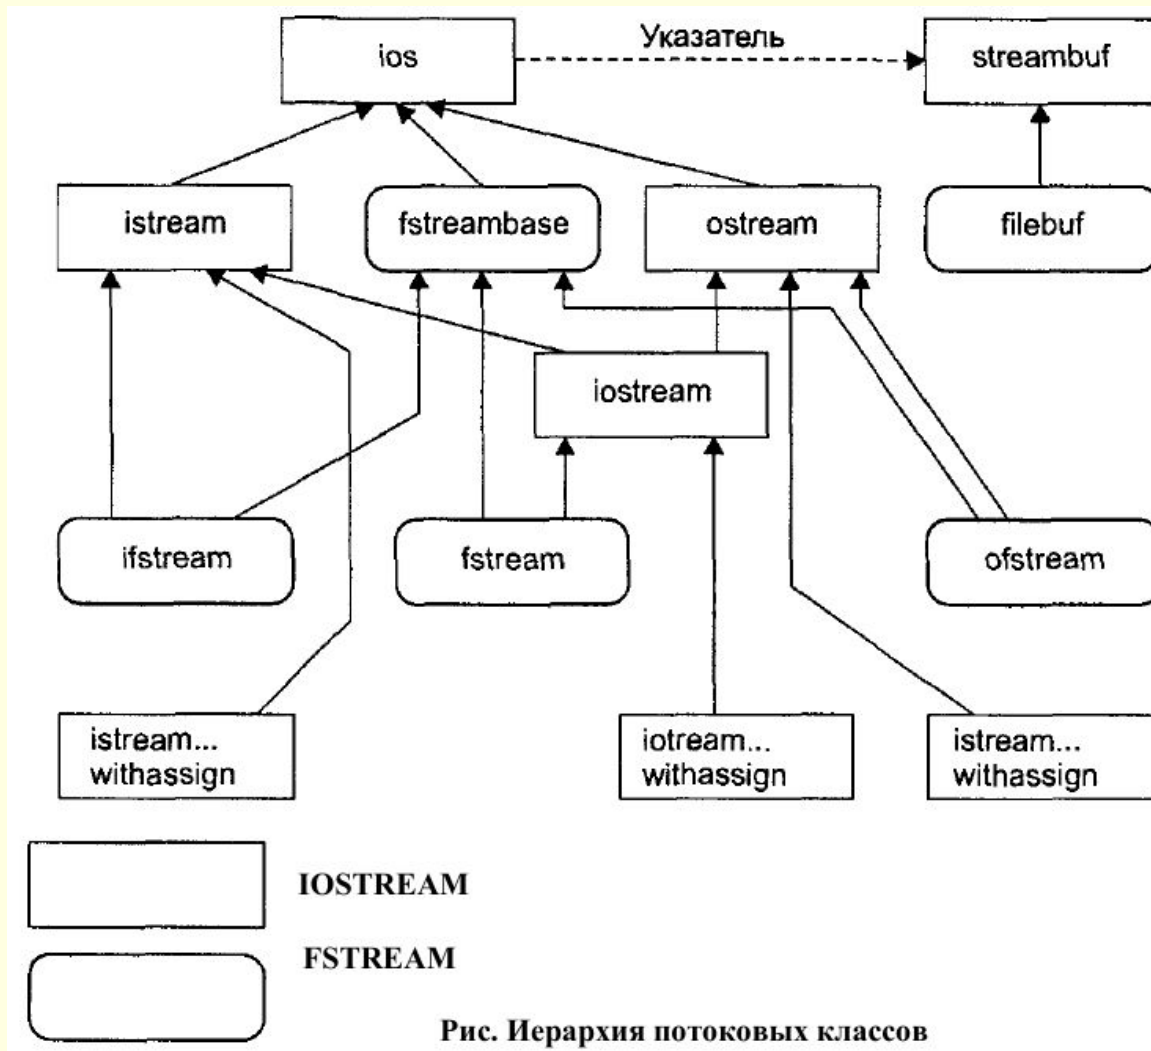 ios
Указатель
streambuf
istream
fstreambase
ostream
filebuf
iostream
ifstream
fstream
ofstream
istream...
withassign
iotream...
withassign
istream...
withassign
IOSTREAM
FSTREAM
Рис. Иерархия потоковых классов